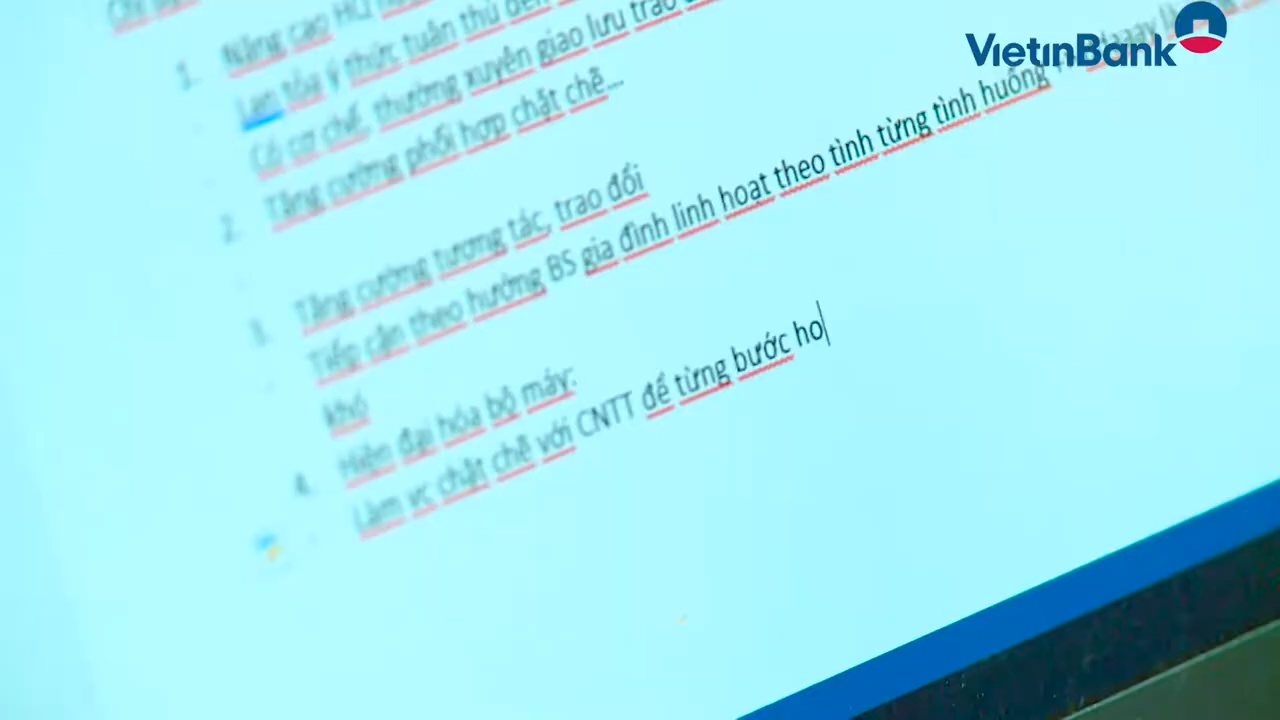 VietinBank
1. Nâng cao HQ
Lan tỏa ý thức tuân thủ đến
Có cơ chế, thường xuyên giao lưu trao
2. Tăng cường phối hợp chặt chẽ...
Tăng cường tương tác, trao đổi
3. Tiếp cận theo hướng BS gia đình linh hoạt theo tình từng tình huống
khó
4. Hiện đại hóa bộ máy:
Làm vc chặt chẽ với CNTT để từng bước ho